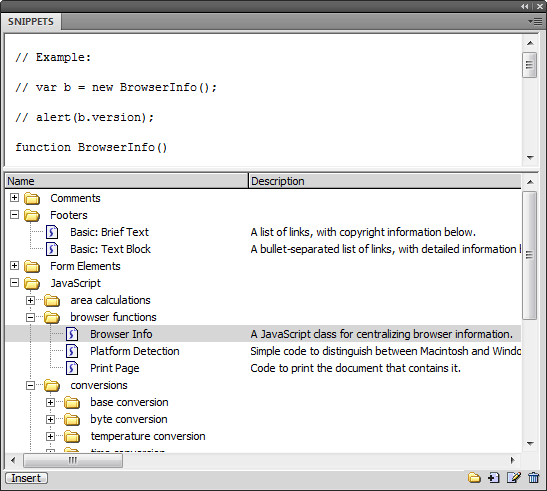 SNIPPETS
// Example:
// var b = new BrowserInfo();
// alert(b.version);
function BrowserInfo()
Name Description
Comments
Footers
Basic: Brief Text A list of links, with copyright information below.
Basic: Text Block A bullet-separated list of links, with detailed information
Form Elements
JavaScript
area calculations
browser functions
Browser Info A JavaScript class for centralizing browser information.
Platform Detection Simple code to distinguish between Macintosh and Windo
Print Page Code to print the document that contains it.
conversions
base conversion
byte conversion
temperature conversion
Insert